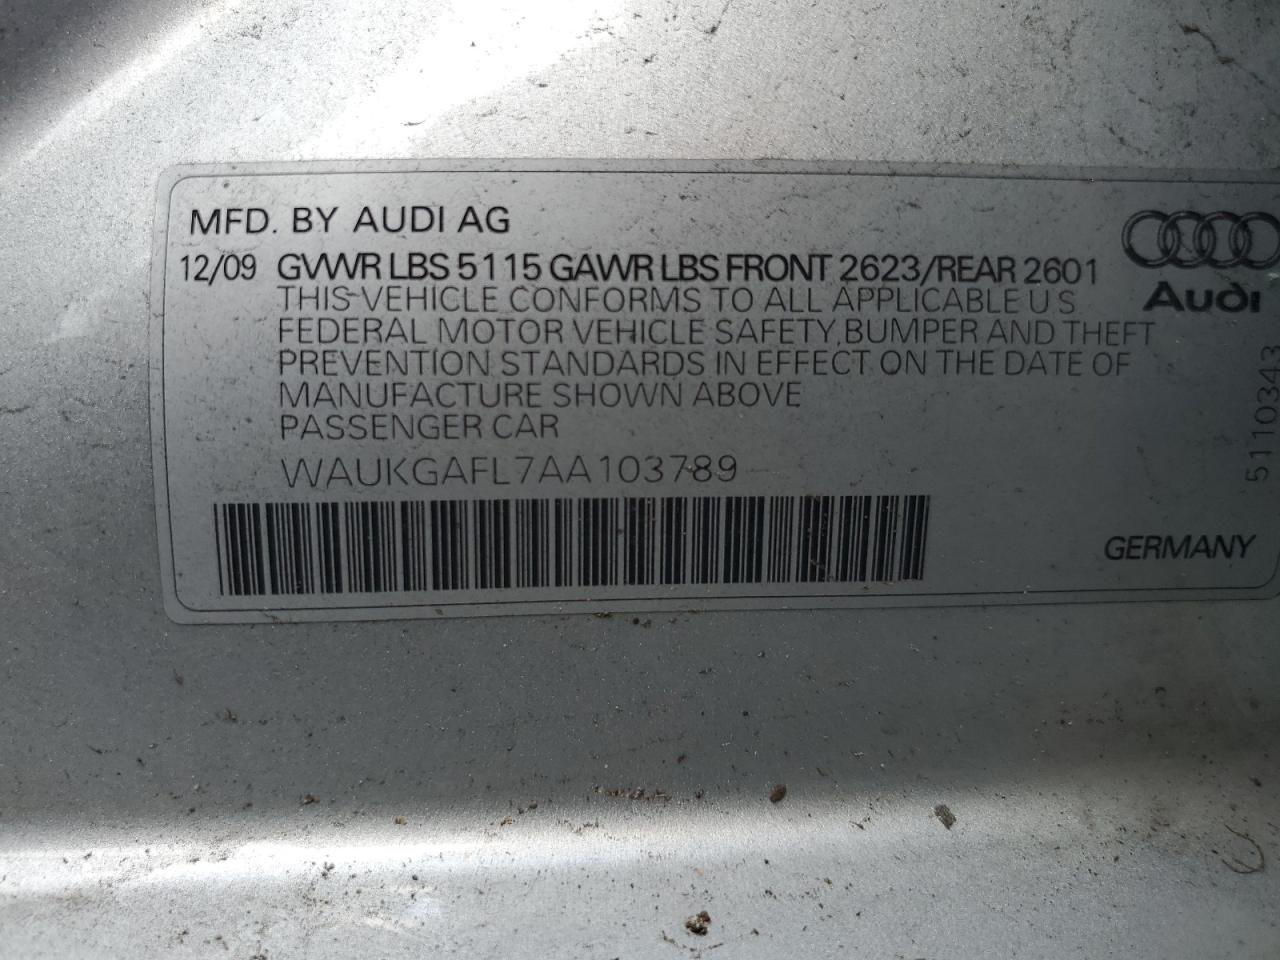 MFD. BY AUDI AG
12/09 GVWR LBS 5115 GAWR LBS FRONT 2623/REAR 2601
THIS VEHICLE CONFORMS TO ALL APPLICABLE U S
FEDERAL MOTOR VEHICLE SAFETY, BUMPER AND THEFT
PREVENTION STANDARDS IN EFFECT ON THE DATE OF
MANUFACTURE SHOWN ABOVE
PASSENGER CAR
WAUKGAFL7AA103789
Audi
5110343
GERMANY